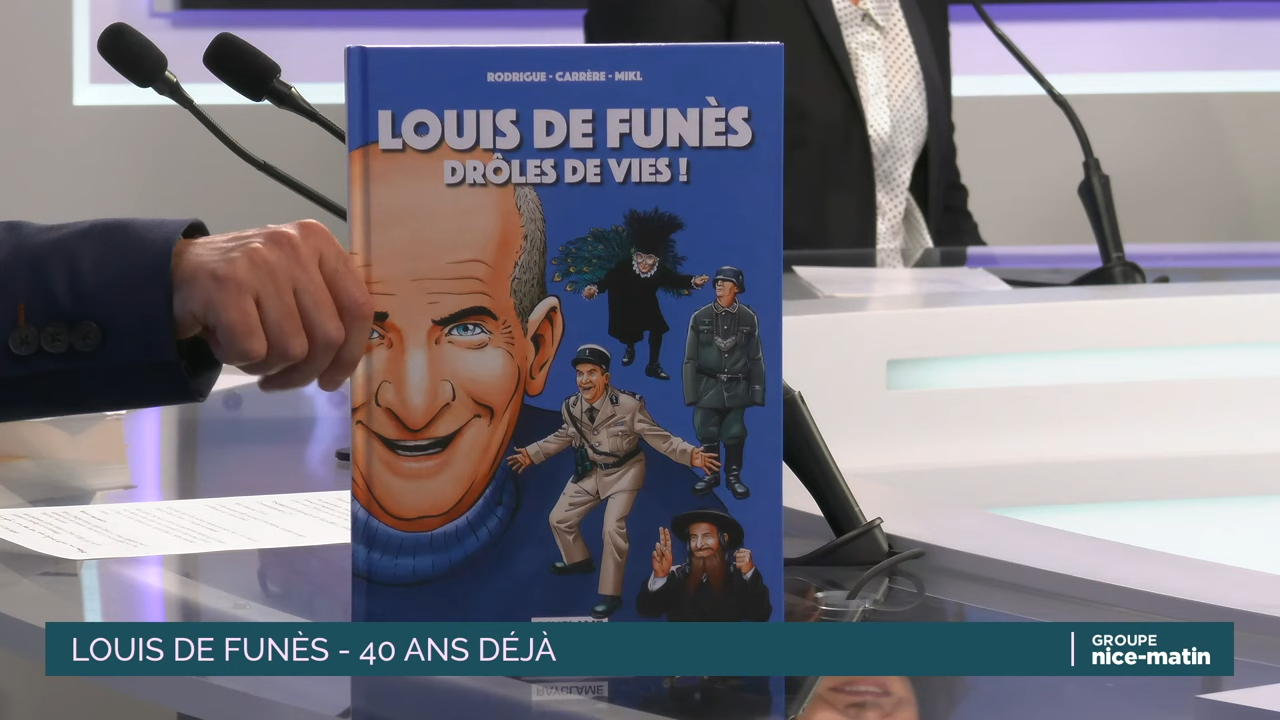 RODRIGUE - CARRÈRE - MIKL
LOUIS DE FUNÈS
DRÔLES DE VIES !
LOUIS DE FUNÈS - 40 ANS DÉJÀ
GROUPE
nice-matin